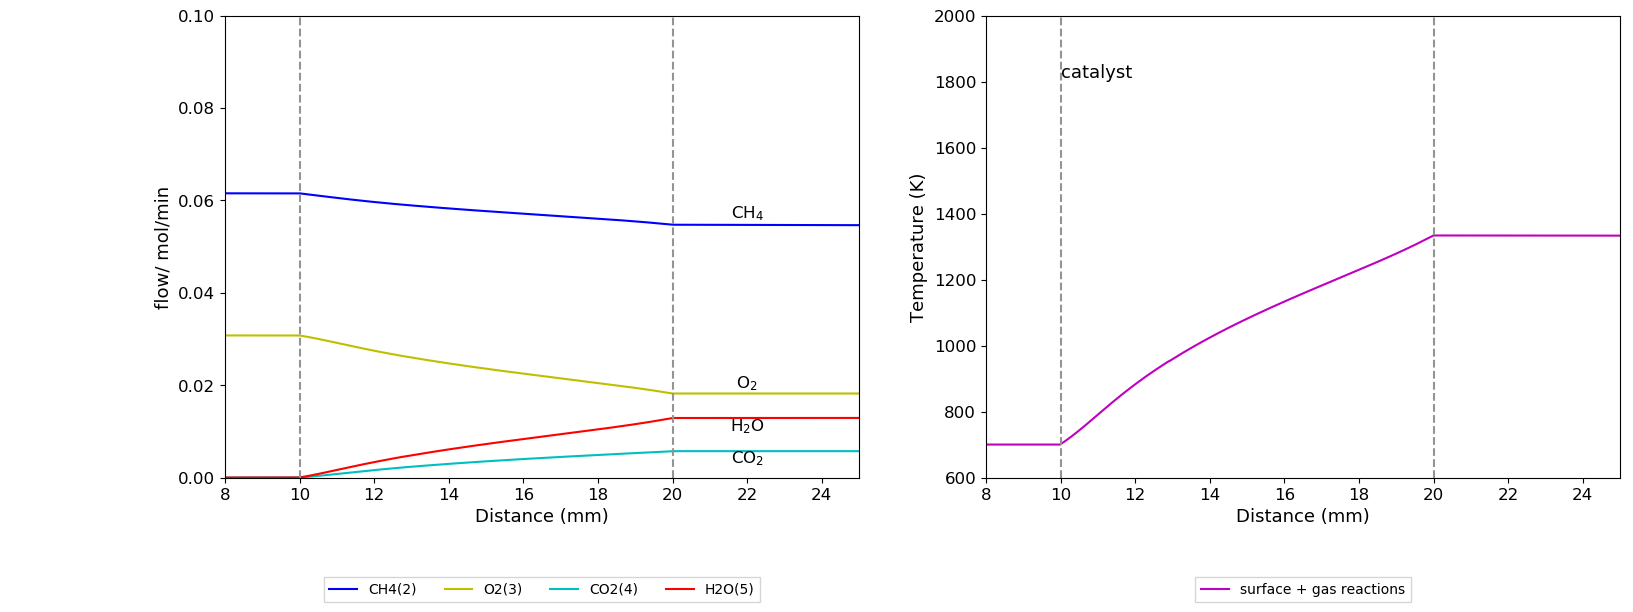 0.10
0.08
0.06
0.04
0.02
0.00
flow/ mol/min
CH₄
O₂
H₂O
CO₂
8 10 12 14 16 18 20 22 24
Distance (mm)
CH4(2) O2(3) CO2(4) H2O(5)
2000
1800
1600
1400
1200
1000
800
600
Temperature (K)
catalyst
8 10 12 14 16 18 20 22 24
Distance (mm)
surface + gas reactions